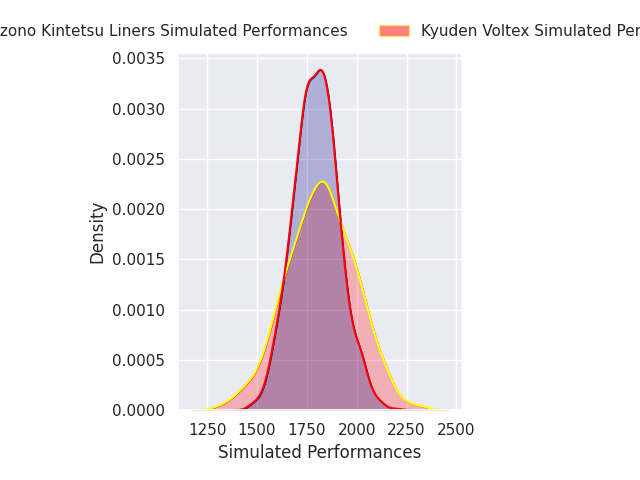 zono Kintetsu Liners Simulated Performances Kyuden Voltex Simulated Per
0.0035
0.0030
0.0025
0.0020
0.0015
0.0010
0.0005
0.0000
Density
1250 1500 1750 2000 2250 2500
Simulated Performances